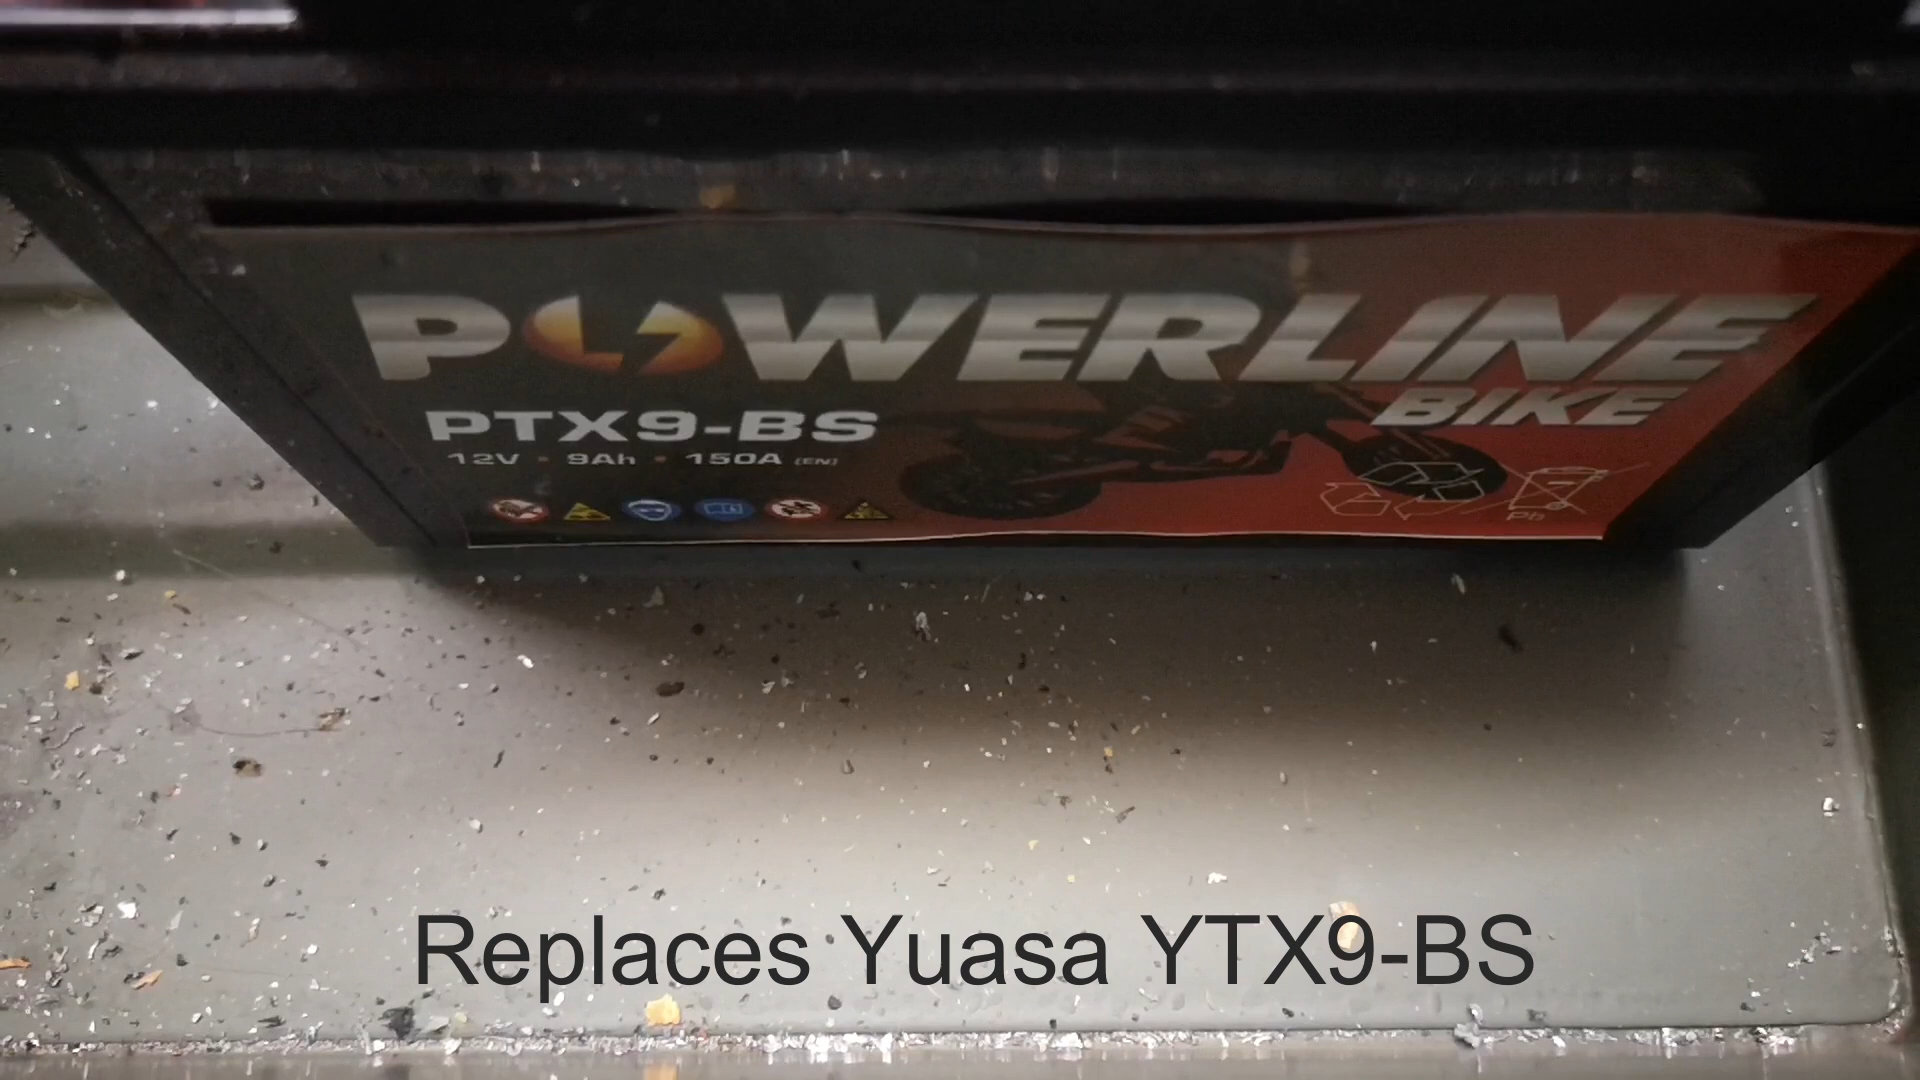 POWERLINE
BIKE
PTX9-BS
12V • 9Ah • 150A (EN)
Pb
Replaces Yuasa YTX9-BS